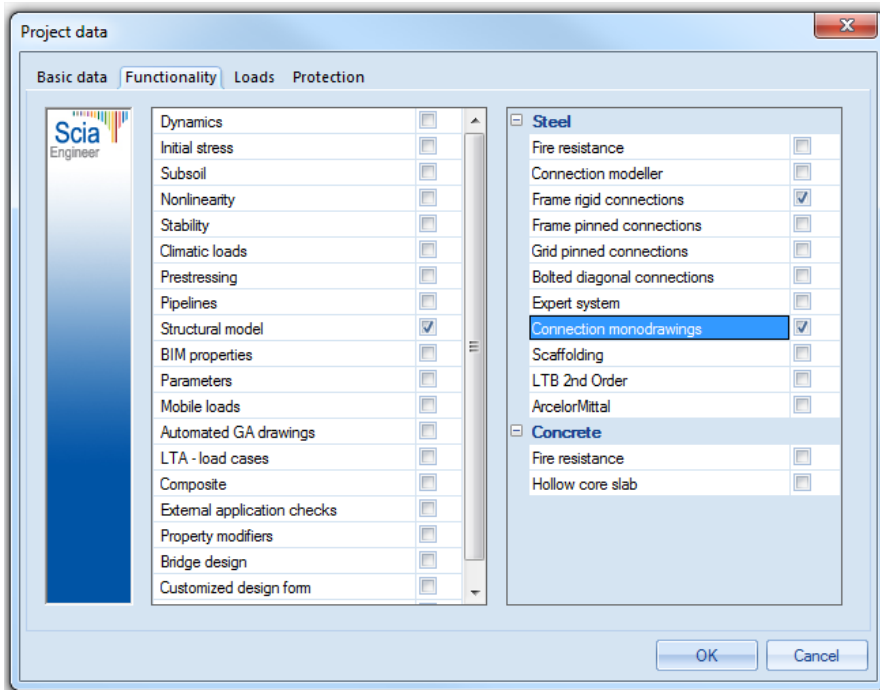 Project data
Basic data Functionality Loads Protection
Scia
Engineer
Dynamics
Initial stress
Subsoil
Nonlinearity
Stability
Climatic loads
Prestressing
Pipelines
Structural model
BIM properties
Parameters
Mobile loads
Automated GA drawings
LTA - load cases
Composite
External application checks
Property modifiers
Bridge design
Customized design form
Steel
Fire resistance
Connection modeller
Frame rigid connections
Frame pinned connections
Grid pinned connections
Bolted diagonal connections
Expert system
Connection monodrawings
Scaffolding
LTB 2nd Order
ArcelorMittal
Concrete
Fire resistance
Hollow core slab
OK Cancel